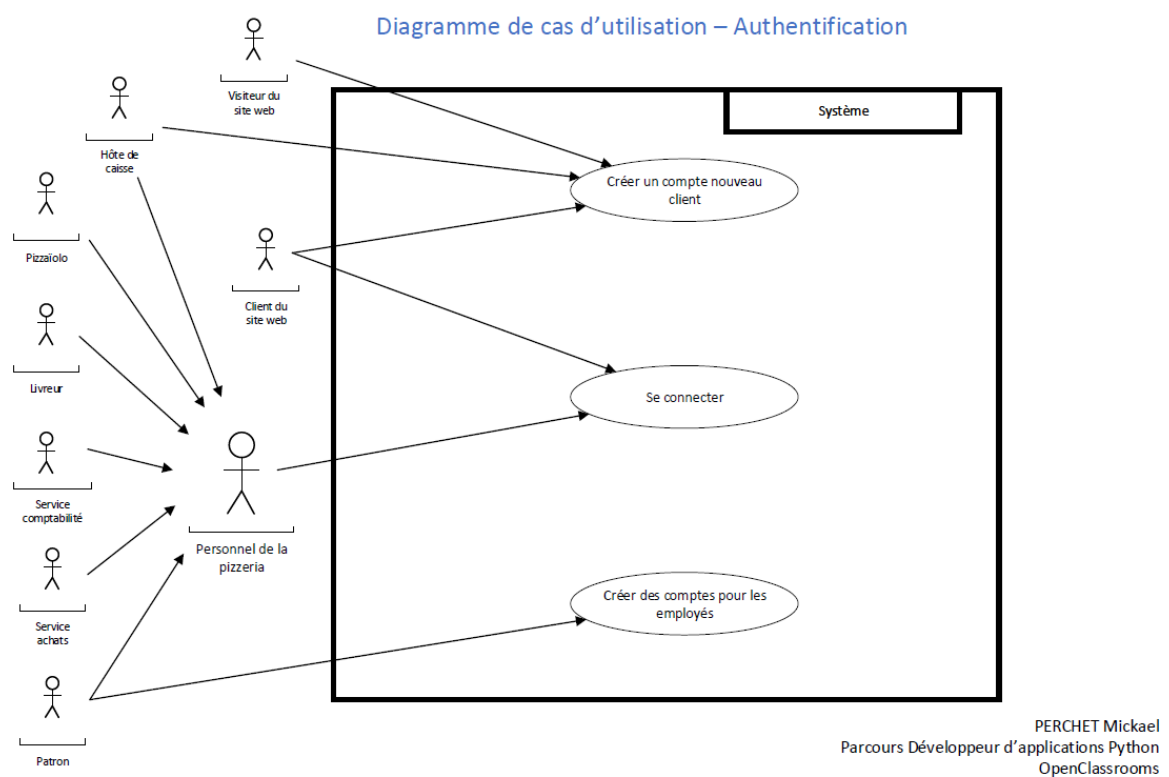 Diagramme de cas d’utilisation – Authentification
Visiteur du
site web
Système
Hôte de
caisse
Créer un compte nouveau
client
Pizzaïolo
Client du
site web
Livreur
Se connecter
Service
comptabilité
Personnel de la
pizzeria
Créer des comptes pour les
employés
Service
achats
Patron
PERCHET Mickael
Parcours Développeur d’applications Python
OpenClassrooms